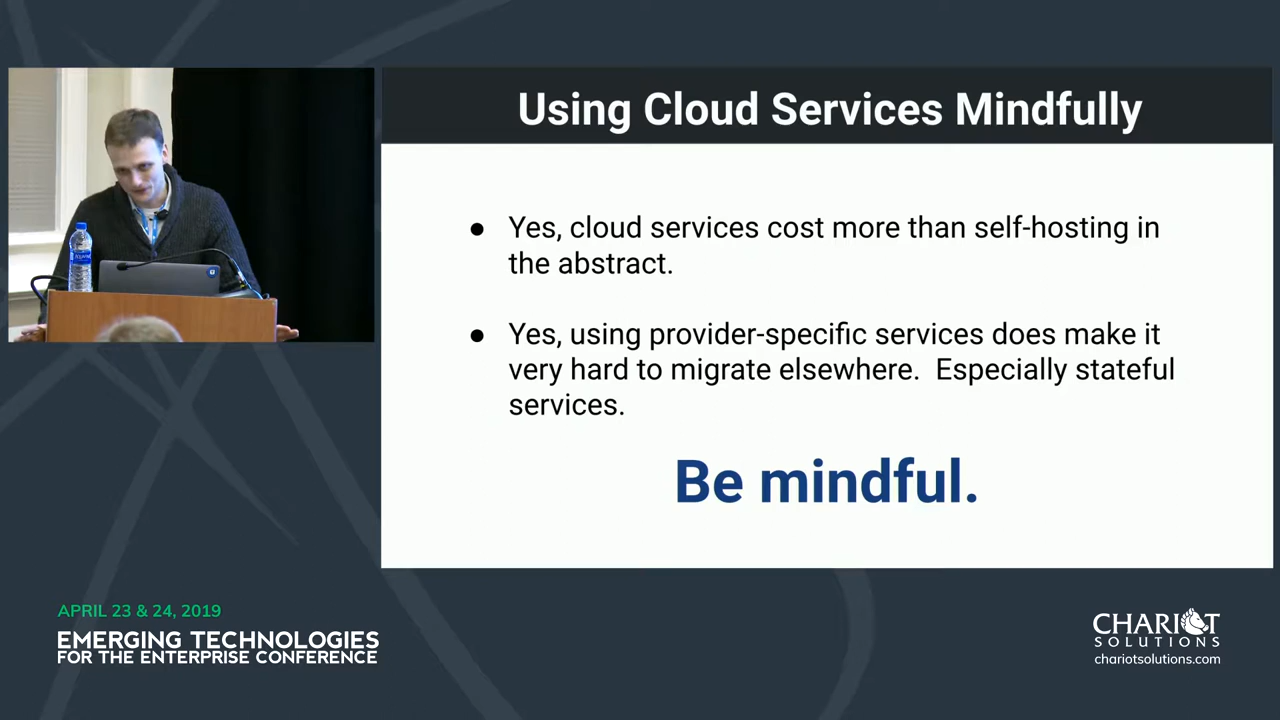 Using Cloud Services Mindfully
● Yes, cloud services cost more than self-hosting in
the abstract.
● Yes, using provider-specific services does make it
very hard to migrate elsewhere.  Especially stateful
services.
Be mindful.
APRIL 23 & 24, 2019
EMERGING TECHNOLOGIES
FOR THE ENTERPRISE CONFERENCE
CHARIOT
SOLUTIONS
chariotsolutions.com